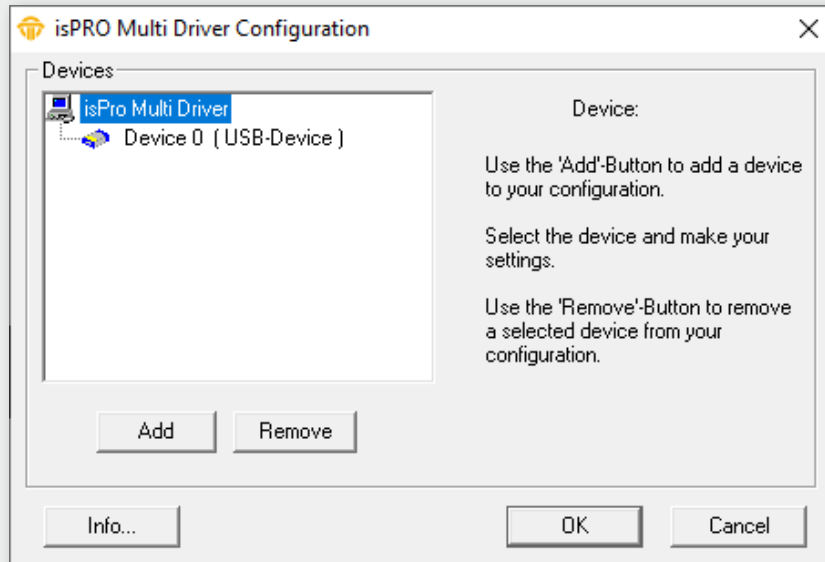 isPRO Multi Driver Configuration
Devices
isPro Multi Driver
Device 0 ( USB-Device )
Device:
Use the 'Add'-Button to add a device
to your configuration.
Select the device and make your
settings.
Use the 'Remove'-Button to remove
a selected device from your
configuration.
Add
Remove
Info...
OK
Cancel